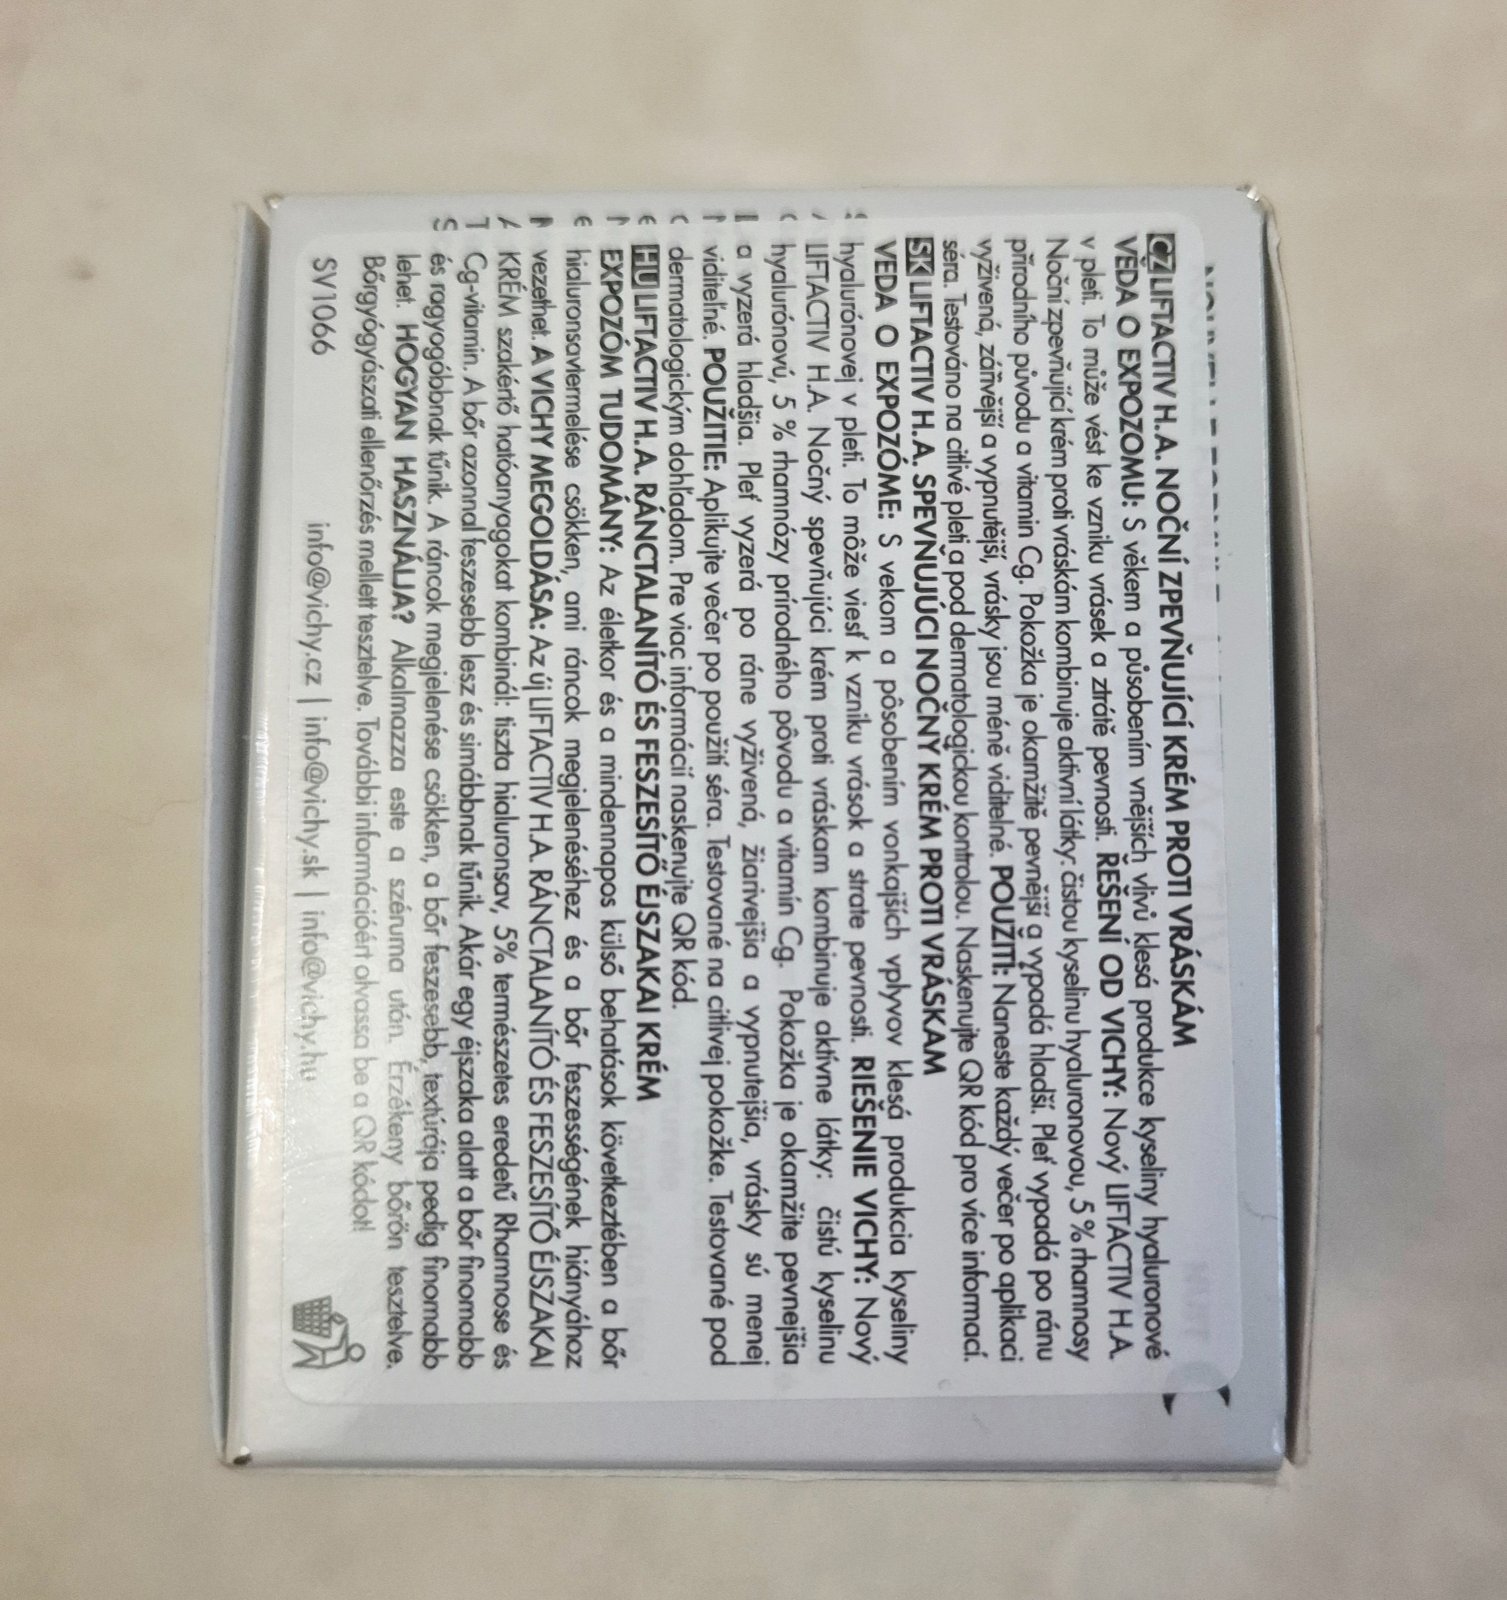 CZ LIFTACTIV H.A. NOČNÍ ZPEVŇUJÍCÍ KRÉM PROTI VRÁSKÁM
VĚDA O EXPOZOMU: S věkem a působením vnějších vlivů klesá produkce kyseliny hyaluronové
v pleti. To může vést ke vzniku vrásek a ztrátě pevnosti. ŘEŠENÍ OD VICHY: Nový LIFTACTIV H.A.
Noční zpevňující krém proti vráskám kombinuje aktivní látky: čistou kyselinu hyaluronovou, 5 % rhamnosy
přírodního původu a vitamin Cg. Pokožka je okamžitě pevnější a vypadá hladší. Pleť vypadá po ránu
vyživená, zářivější a vypnutější, vrásky jsou méně viditelné. POUŽITÍ: Naneste každý večer po aplikaci
séra. Testováno na citlivé pleti a pod dermatologickou kontrolou. Naskenujte QR kód pro více informací.
SK LIFTACTIV H.A. SPEVŇUJÚCI NOČNÝ KRÉM PROTI VRÁSKAM
VEDA O EXPOZÓME: S vekom a pôsobením vonkajších vplyvov klesá produkcia kyseliny
hyalurónovej v pleti. To môže viesť k vzniku vrások a strate pevnosti. RIEŠENIE VICHY: Nový
LIFTACTIV H.A. Nočný spevňujúci krém proti vráskam kombinuje aktívne látky: čistú kyselinu
hyalurónovú, 5 % rhamnózy prírodného pôvodu a vitamín Cg. Pokožka je okamžite pevnejšia
a vyzerá hladšia. Pleť vyzerá po ráne vyživená, žiarivejšia a vypnutejšia, vrásky sú menej
viditeľné. POUŽITIE: Aplikujte večer po použití séra. Testované na citlivej pokožke. Testované pod
dermatologickým dohľadom. Pre viac informácií naskenujte QR kód.
HU LIFTACTIV H.A. RÁNCTALANÍTÓ ÉS FESZESÍTŐ ÉJSZAKAI KRÉM
EXPOZÓM TUDOMÁNY: Az életkor és a mindennapos külső behatások következtében a bőr
hialuronsavtermelése csökken, ami ráncok megjelenéséhez és a bőr feszességének hiányához
vezethet. A VICHY MEGOLDÁSA: Az új LIFTACTIV H.A. RÁNCTALANÍTÓ ÉS FESZESÍTŐ ÉJSZAKAI
KRÉM szakértő hatóanyagokat kombinál: tiszta hialuronsav, 5% természetes eredetű Rhamnose és
Cg-vitamin. A bőr azonnal feszesebb lesz és simábbnak tűnik. Akár egy éjszaka alatt a bőr finomabb
és ragyogóbbnak tűnik. A ráncok megjelenése csökken, a bőr feszesebb, textúrája pedig finomabb
lehet. HOGYAN HASZNÁLJA? Alkalmazza este a széruma után. Érzékeny bőrön tesztelve.
Bőrgyógyászati ellenőrzés mellett tesztelve. További információért olvassa be a QR kódot!
SV1066 info@vichy.cz | info@vichy.sk | info@vichy.hu